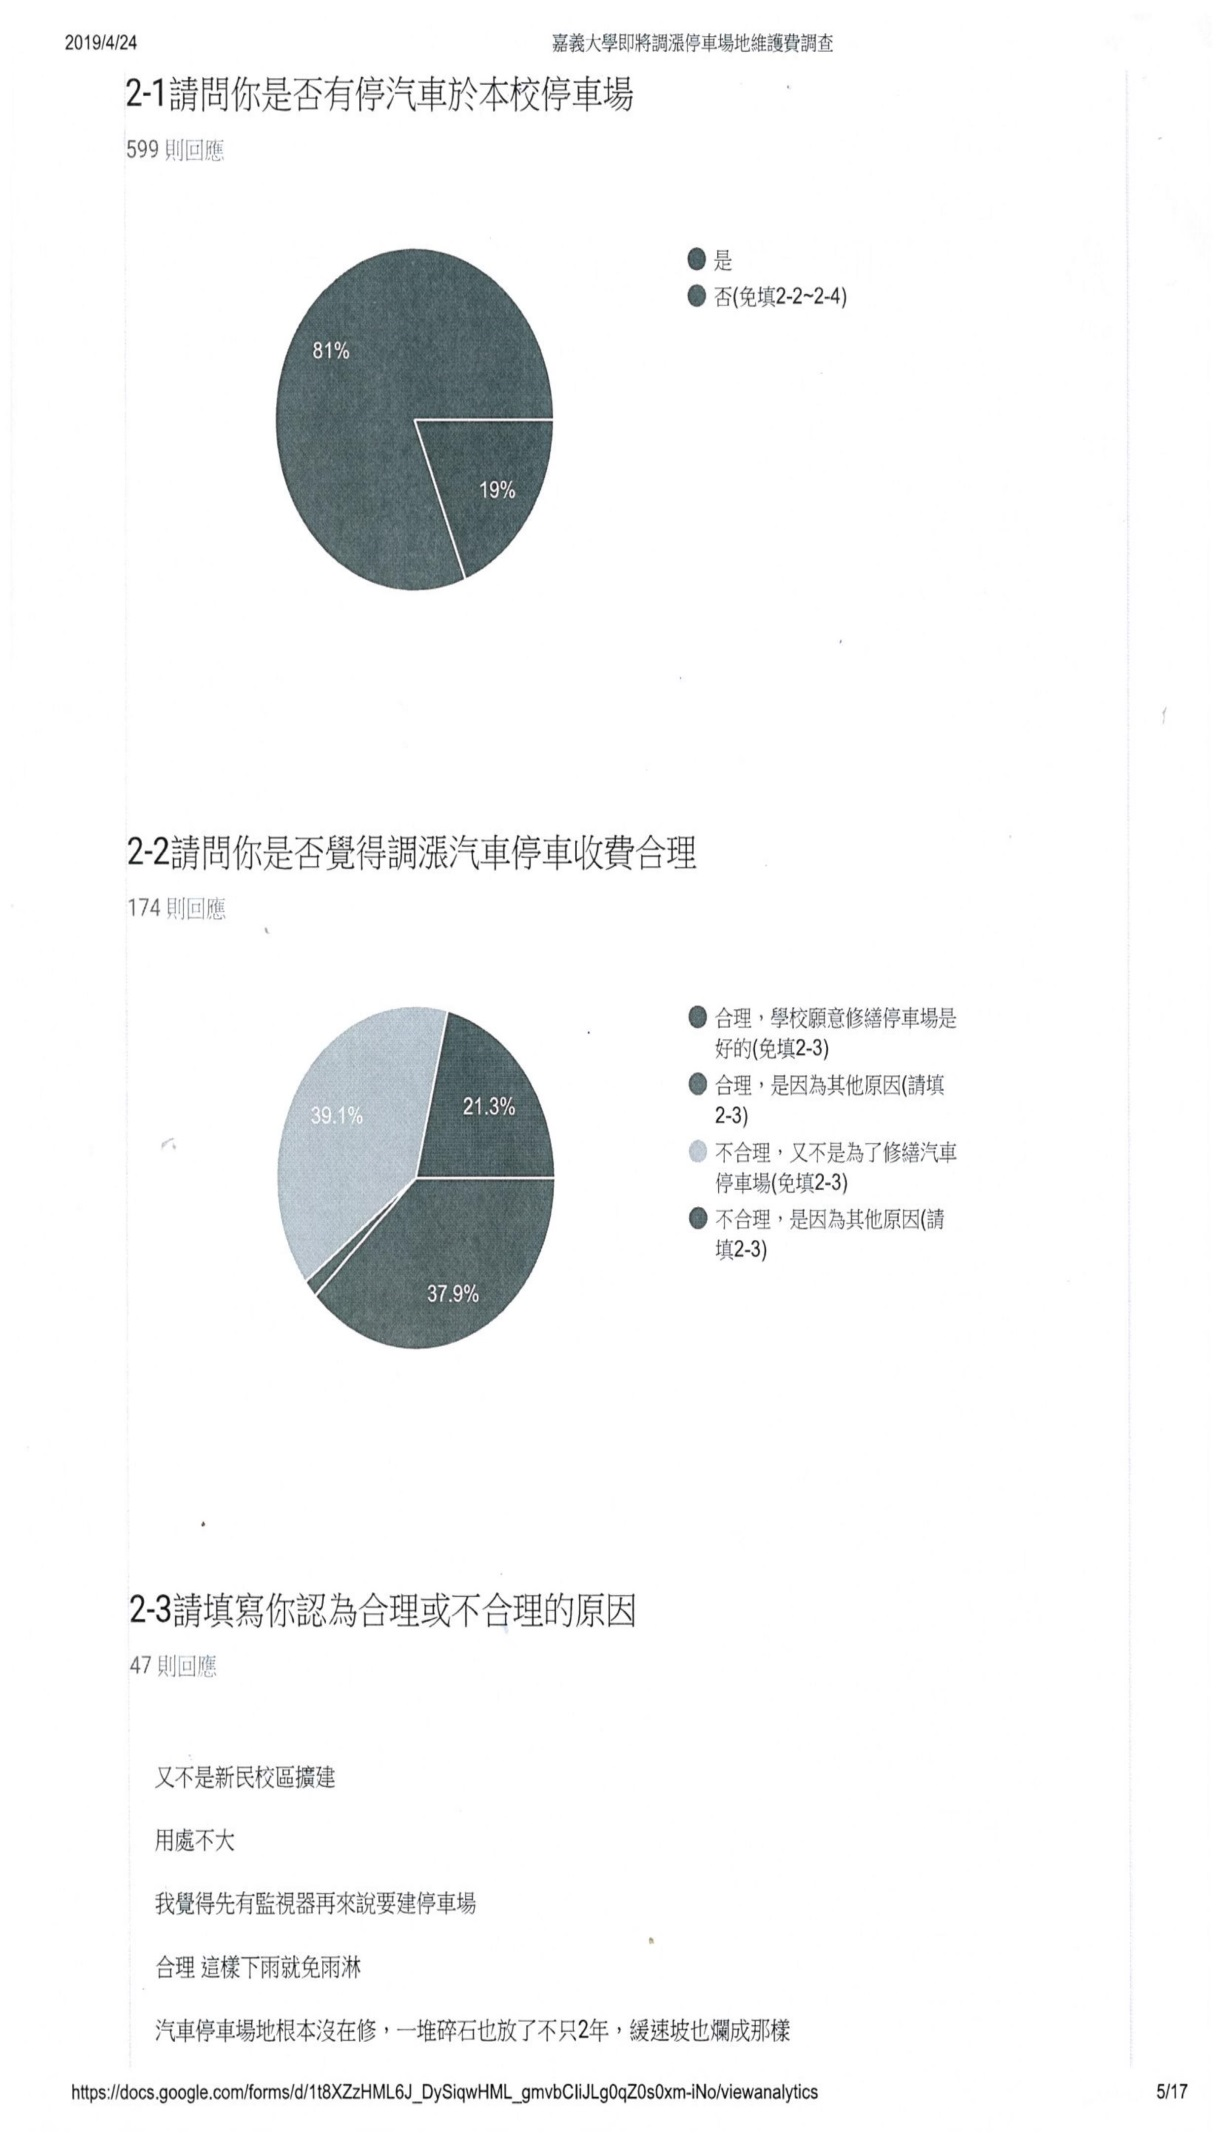 2019/4/24
嘉義大學即將調漲停車場地維護費調查
2-1請問你是否有停汽車於本校停車場
599 則回應
是
否(免填2-2~2-4)
81%
19%
2-2請問你是否覺得調漲汽車停車收費合理
174 則回應
合理，學校願意修繕停車場是
好的(免填2-3)
合理，是因為其他原因(請填
2-3)
不合理，又不是為了修繕汽車
停車場(免填2-3)
不合理，是因為其他原因(請
填2-3)
39.1%
21.3%
37.9%
2-3請填寫你認為合理或不合理的原因
47 則回應
又不是新民校區擴建
用處不大
我覺得先有監視器再來說要建停車場
合理 這樣下雨就免雨淋
汽車停車場地根本沒在修，一堆碎石也放了不只2年，緩速坡也爛成那樣
https://docs.google.com/forms/d/1t8XZzHML6J_DySiqwHML_gmvbCIiJLg0qZ0s0xm-iNo/viewanalytics
5/17